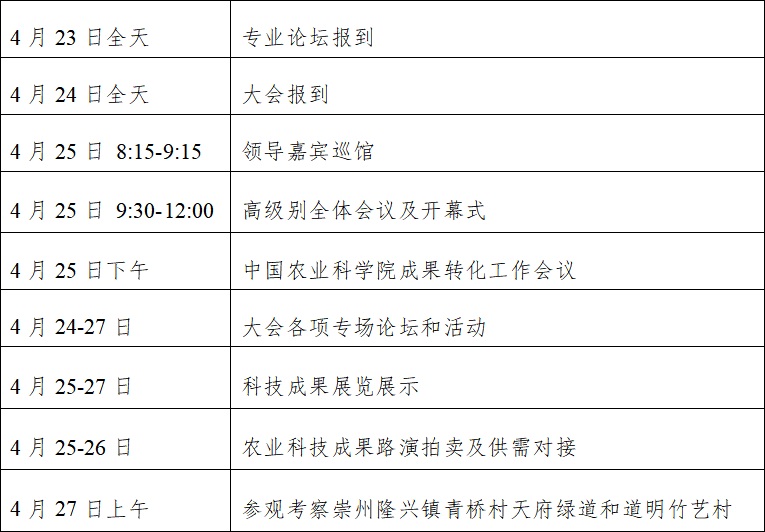 4 月 23 日全天 专业论坛报到
4 月 24 日全天 大会报到
4 月 25 日 8:15-9:15 领导嘉宾巡馆
4 月 25 日 9:30-12:00 高级别全体会议及开幕式
4 月 25 日下午 中国农业科学院成果转化工作会议
4 月 24-27 日 大会各项专场论坛和活动
4 月 25-27 日 科技成果展览展示
4 月 25-26 日 农业科技成果路演拍卖及供需对接
4 月 27 日上午 参观考察崇州隆兴镇青桥村天府绿道和道明竹艺村